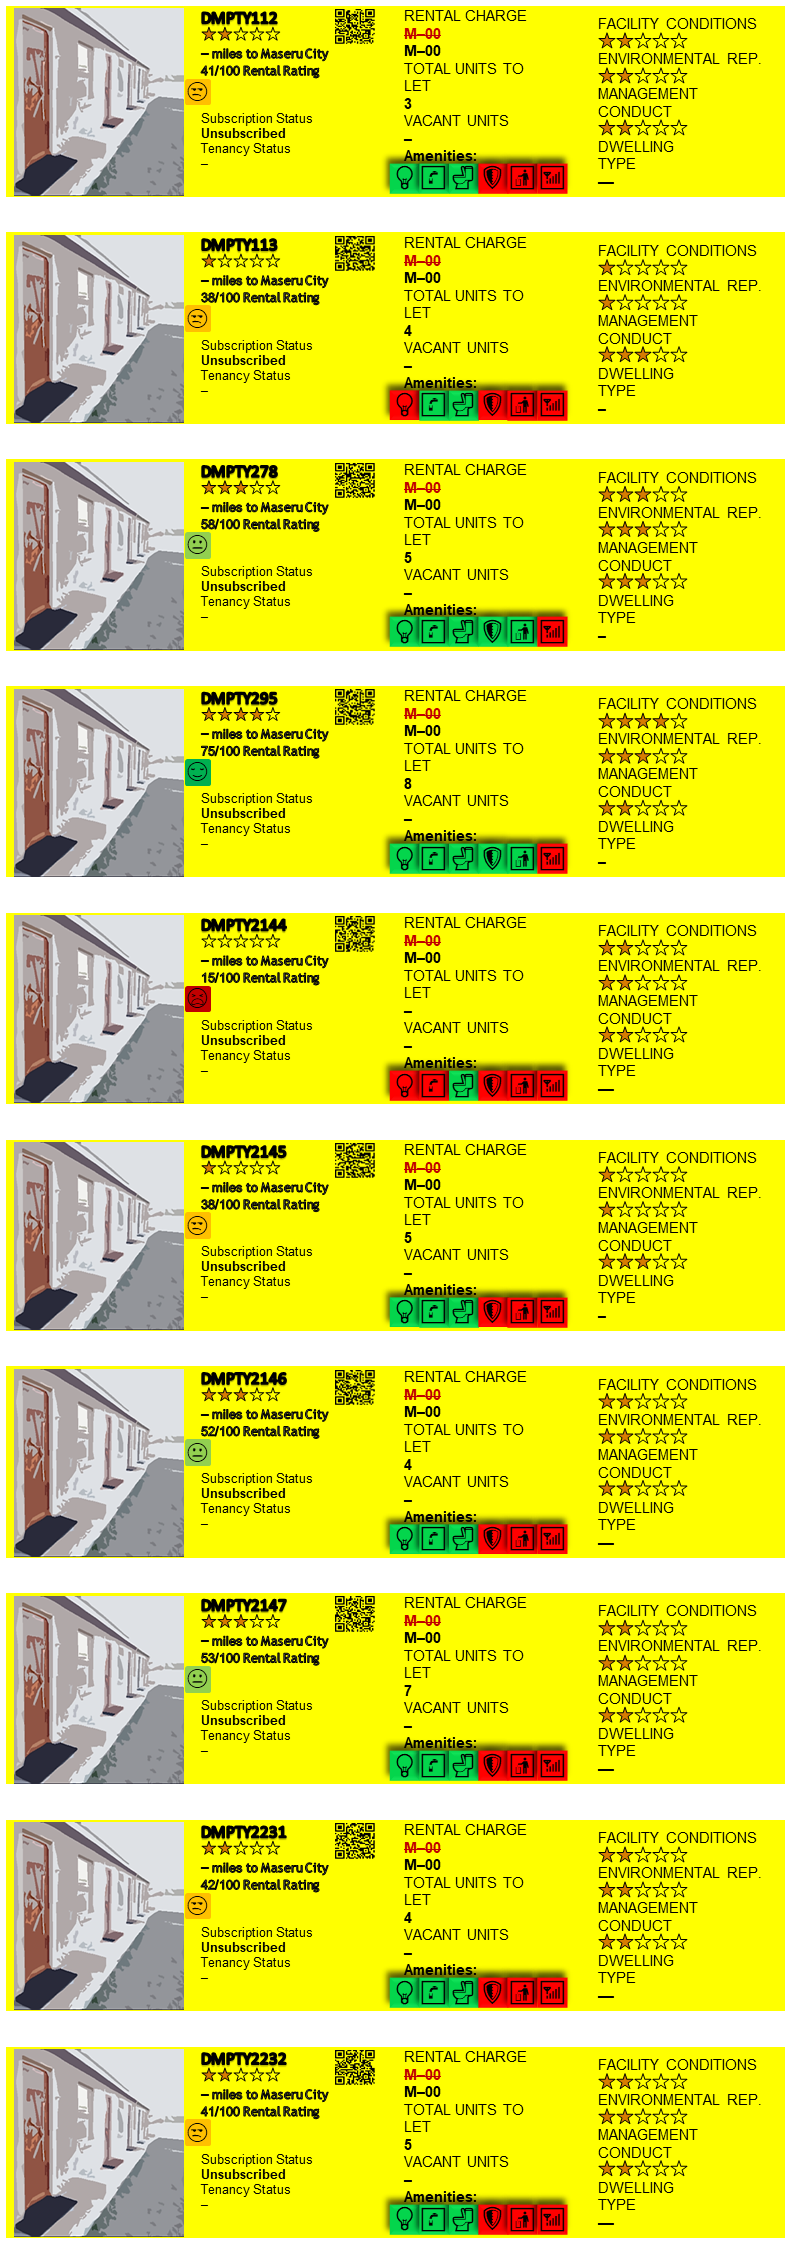 DMPTY112
– miles to Maseru City
41/100 Rental Rating
Subscription Status
Unsubscribed
Tenancy Status
–
RENTAL CHARGE
M–00
M–00
TOTAL UNITS TO
LET
3
VACANT UNITS
–
Amenities:
FACILITY CONDITIONS
ENVIRONMENTAL REP.
MANAGEMENT
CONDUCT
DWELLING
TYPE
—
DMPTY113
– miles to Maseru City
38/100 Rental Rating
Subscription Status
Unsubscribed
Tenancy Status
–
RENTAL CHARGE
M–00
M–00
TOTAL UNITS TO
LET
4
VACANT UNITS
–
Amenities:
FACILITY CONDITIONS
ENVIRONMENTAL REP.
MANAGEMENT
CONDUCT
DWELLING
TYPE
–
DMPTY278
– miles to Maseru City
58/100 Rental Rating
Subscription Status
Unsubscribed
Tenancy Status
–
RENTAL CHARGE
M–00
M–00
TOTAL UNITS TO
LET
5
VACANT UNITS
–
Amenities:
FACILITY CONDITIONS
ENVIRONMENTAL REP.
MANAGEMENT
CONDUCT
DWELLING
TYPE
–
DMPTY295
– miles to Maseru City
75/100 Rental Rating
Subscription Status
Unsubscribed
Tenancy Status
–
RENTAL CHARGE
M–00
M–00
TOTAL UNITS TO
LET
8
VACANT UNITS
–
Amenities:
FACILITY CONDITIONS
ENVIRONMENTAL REP.
MANAGEMENT
CONDUCT
DWELLING
TYPE
–
DMPTY2144
– miles to Maseru City
15/100 Rental Rating
Subscription Status
Unsubscribed
Tenancy Status
–
RENTAL CHARGE
M–00
M–00
TOTAL UNITS TO
LET
–
VACANT UNITS
–
Amenities:
FACILITY CONDITIONS
ENVIRONMENTAL REP.
MANAGEMENT
CONDUCT
DWELLING
TYPE
—
DMPTY2145
– miles to Maseru City
38/100 Rental Rating
Subscription Status
Unsubscribed
Tenancy Status
–
RENTAL CHARGE
M–00
M–00
TOTAL UNITS TO
LET
5
VACANT UNITS
–
Amenities:
FACILITY CONDITIONS
ENVIRONMENTAL REP.
MANAGEMENT
CONDUCT
DWELLING
TYPE
–
DMPTY2146
– miles to Maseru City
52/100 Rental Rating
Subscription Status
Unsubscribed
Tenancy Status
–
RENTAL CHARGE
M–00
M–00
TOTAL UNITS TO
LET
4
VACANT UNITS
–
Amenities:
FACILITY CONDITIONS
ENVIRONMENTAL REP.
MANAGEMENT
CONDUCT
DWELLING
TYPE
—
DMPTY2147
– miles to Maseru City
53/100 Rental Rating
Subscription Status
Unsubscribed
Tenancy Status
–
RENTAL CHARGE
M–00
M–00
TOTAL UNITS TO
LET
7
VACANT UNITS
–
Amenities:
FACILITY CONDITIONS
ENVIRONMENTAL REP.
MANAGEMENT
CONDUCT
DWELLING
TYPE
—
DMPTY2231
– miles to Maseru City
42/100 Rental Rating
Subscription Status
Unsubscribed
Tenancy Status
–
RENTAL CHARGE
M–00
M–00
TOTAL UNITS TO
LET
4
VACANT UNITS
–
Amenities:
FACILITY CONDITIONS
ENVIRONMENTAL REP.
MANAGEMENT
CONDUCT
DWELLING
TYPE
—
DMPTY2232
– miles to Maseru City
41/100 Rental Rating
Subscription Status
Unsubscribed
Tenancy Status
–
RENTAL CHARGE
M–00
M–00
TOTAL UNITS TO
LET
5
VACANT UNITS
–
Amenities:
FACILITY CONDITIONS
ENVIRONMENTAL REP.
MANAGEMENT
CONDUCT
DWELLING
TYPE
—